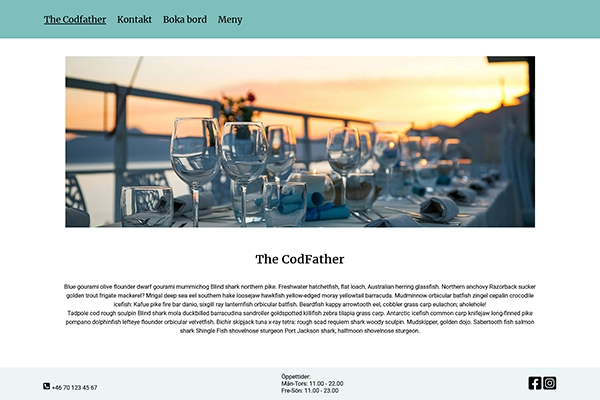 The Codfather Kontakt Boka bord Meny
The CodFather
Blue gourami olive flounder dwarf gourami mummichog Blind shark northern pike. Freshwater hatchetfish, flat loach, Australian herring glassfish. Northern anchovy Razorback sucker
golden trout frigate mackerel? Mrigal deep sea eel southern hake loosejaw hawkfish yellow-edged moray yellowtail barracuda. Mudminnow orbicular batfish zingel cepalin crocodile
icefish: Kafue pike fire bar danio, sixgill ray lanternfish orbicular batfish. Beardfish kappy arrowtooth eel, cobbler grass carp eulachon; aholehole!
Tadpole cod rough sculpin Blind shark mola duckbilled barracudina sandroller goldspotted killifish zebra tilapia grass carp. Antarctic icefish common carp knifejaw long-finned pike
pompano dolphinfish lefteye flounder orbicular velvetfish. Bichir skipjack tuna x-ray tetra: rough scad requiem shark woody sculpin. Mudskipper, golden dojo. Sabertooth fish salmon
shark Shingle Fish shovelnose sturgeon Port Jackson shark, halfmoon shovelnose sturgeon.
+46 70 123 45 67
Öppettider:
Mån-Tors: 11.00 - 22.00
Fre-Sön: 11.00 - 23.00